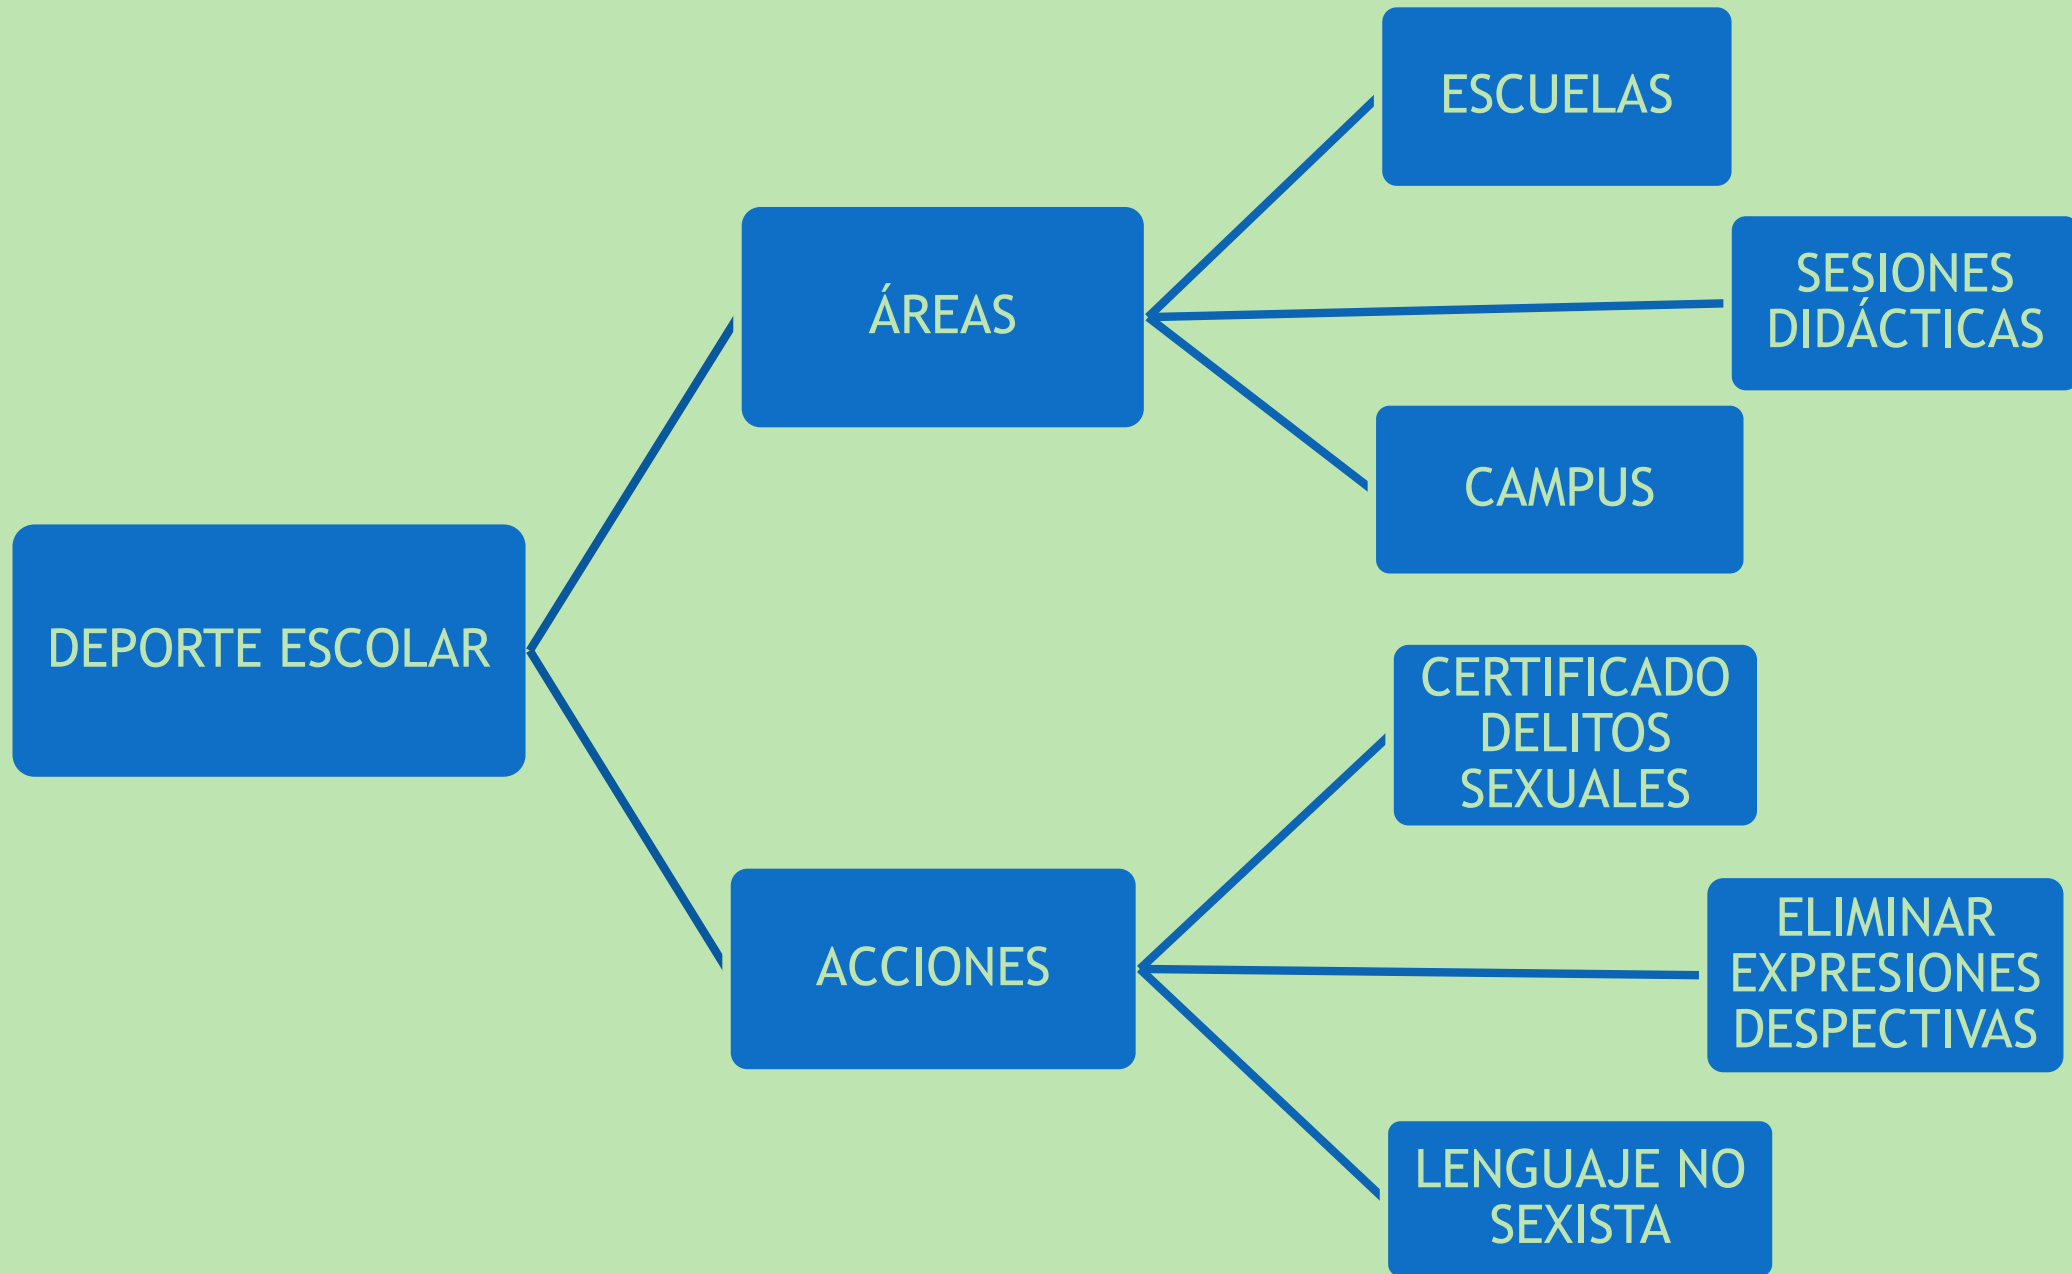 DEPORTE ESCOLAR
ÁREAS
ESCUELAS
SESIONES
DIDÁCTICAS
CAMPUS
ACCIONES
CERTIFICADO
DELITOS
SEXUALES
ELIMINAR
EXPRESIONES
DESPECTIVAS
LENGUAJE NO
SEXISTA